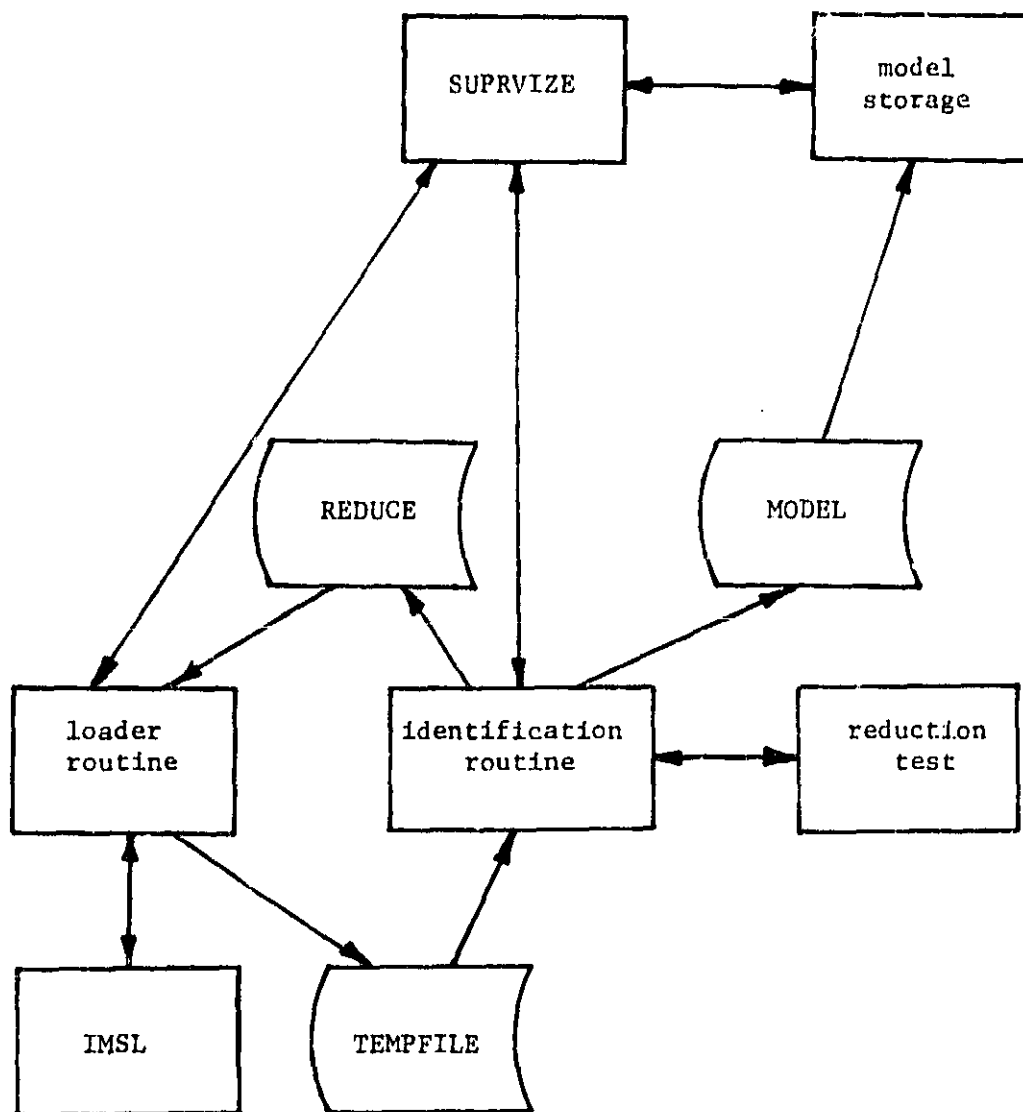 SUPRVIZE
model
storage
REDUCE
MODEL
loader
routine
identification
routine
reduction
test
IMSL
TEMPFILE